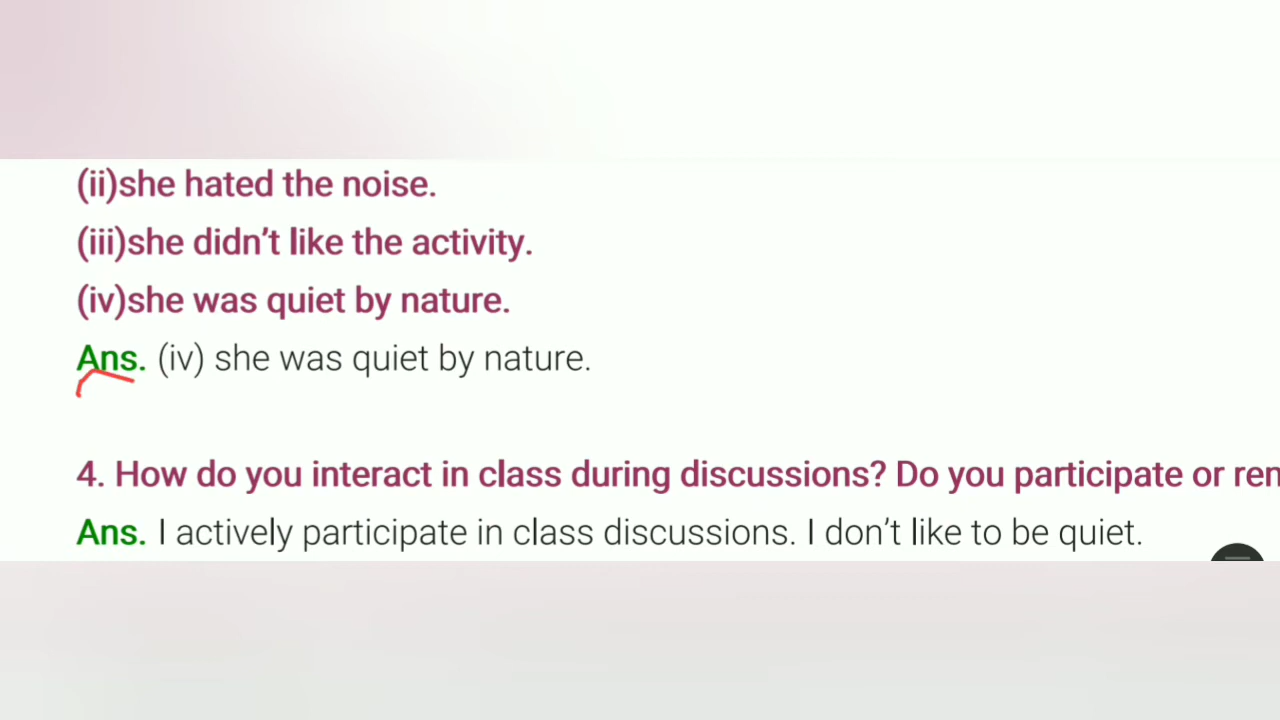 (ii)she hated the noise.
(iii)she didn’t like the activity.
(iv)she was quiet by nature.
Ans. (iv) she was quiet by nature.
4. How do you interact in class during discussions? Do you participate or
Ans. I actively participate in class discussions. I don’t like to be quiet.